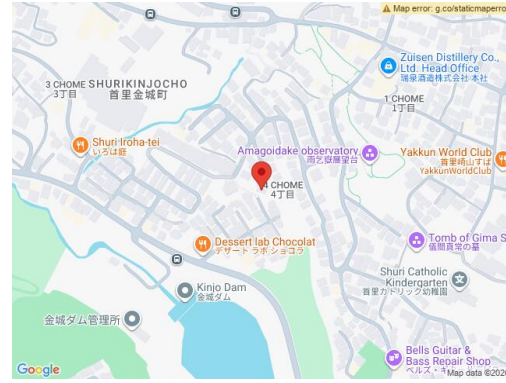 Map error: g.co/staticmaperro
Zuisen Distillery Co.,
Ltd. Head Office
瑞泉酒造株式会社 本社
3 CHOME
3丁目
SHURIKINJOCHO
首里金城町
1 CHOME
1丁目
Shuri Iroha-tei
いろは庭
Amagoidake observatory
雨乞嶽展望台
Yakkun World Club
首里崎山すば
YakkunWorldClub
4 CHOME
4丁目
Dessert lab Chocolat
デザート ラボ ショコラ
Tomb of Gima S
儀間真常の墓
Kinjo Dam
金城ダム
Shuri Catholic
Kindergarten
首里カトリック幼稚園
金城ダム管理所
Bells Guitar &
Bass Repair Shop
ベルズ・キ
Google
Map data ©202